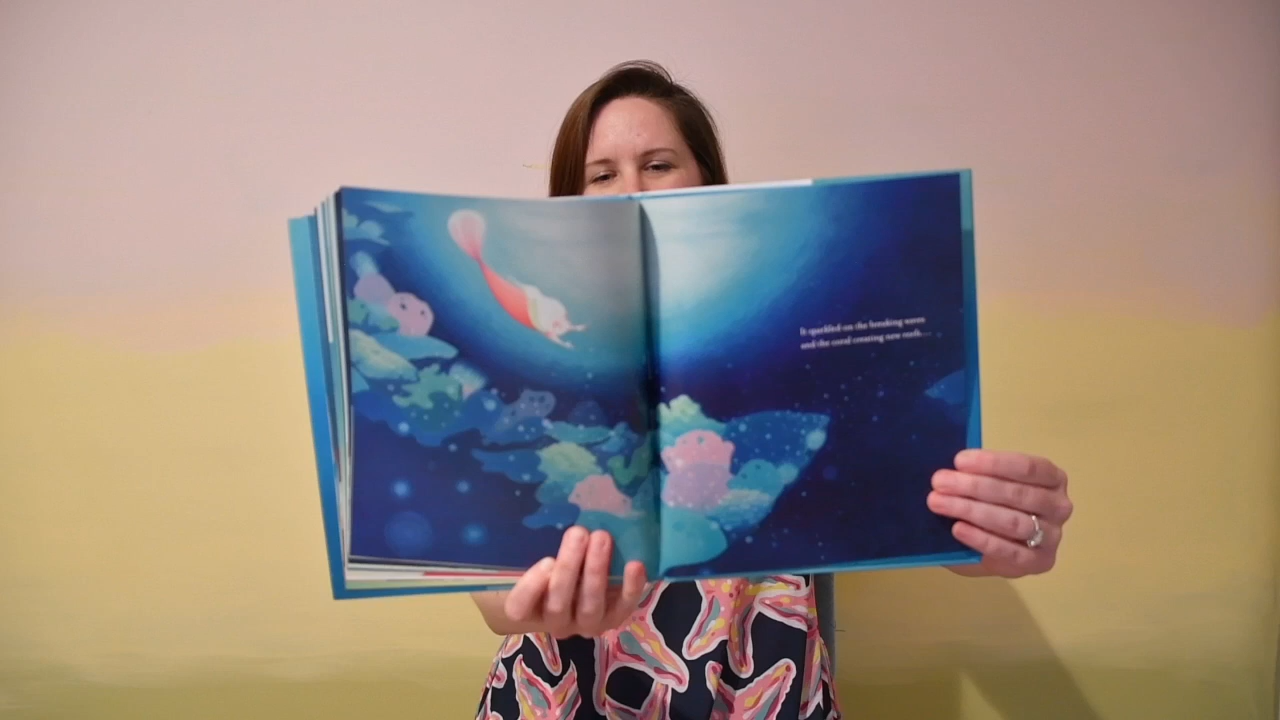 It sparkled on the breaking waves
and the coral creating new reefs...